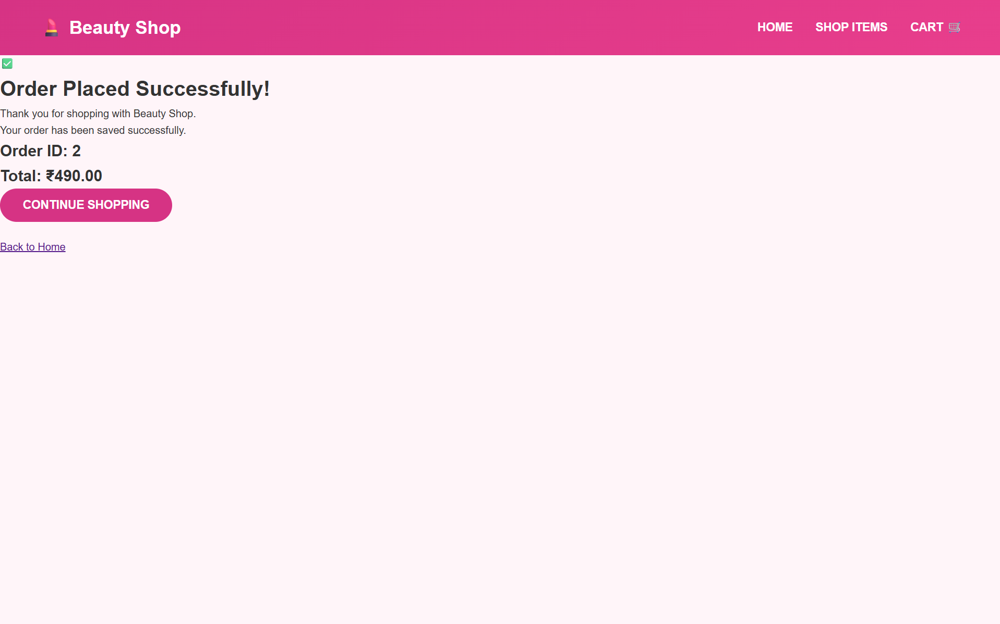 Beauty Shop
HOME SHOP ITEMS CART
Order Placed Successfully!
Thank you for shopping with Beauty Shop.
Your order has been saved successfully.
Order ID: 2
Total: ₹490.00
CONTINUE SHOPPING
Back to Home